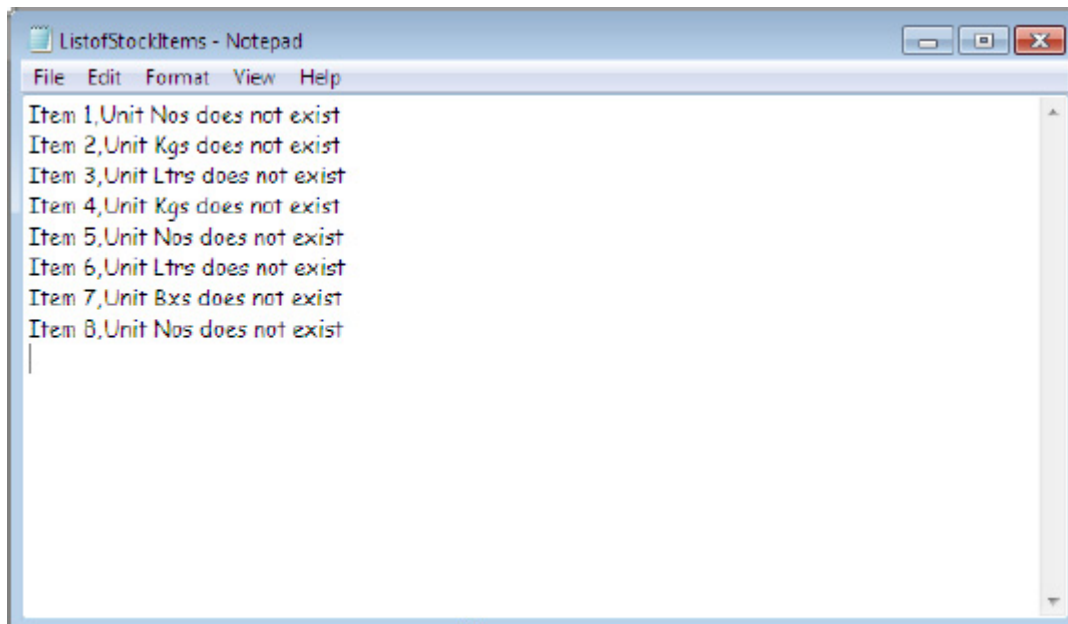 ListofStockItems - Notepad
File Edit Format View Help
Item 1,Unit Nos does not exist
Item 2,Unit Kgs does not exist
Item 3,Unit Ltrs does not exist
Item 4,Unit Kgs does not exist
Item 5,Unit Nos does not exist
Item 6,Unit Ltrs does not exist
Item 7,Unit Bxs does not exist
Item 8,Unit Nos does not exist